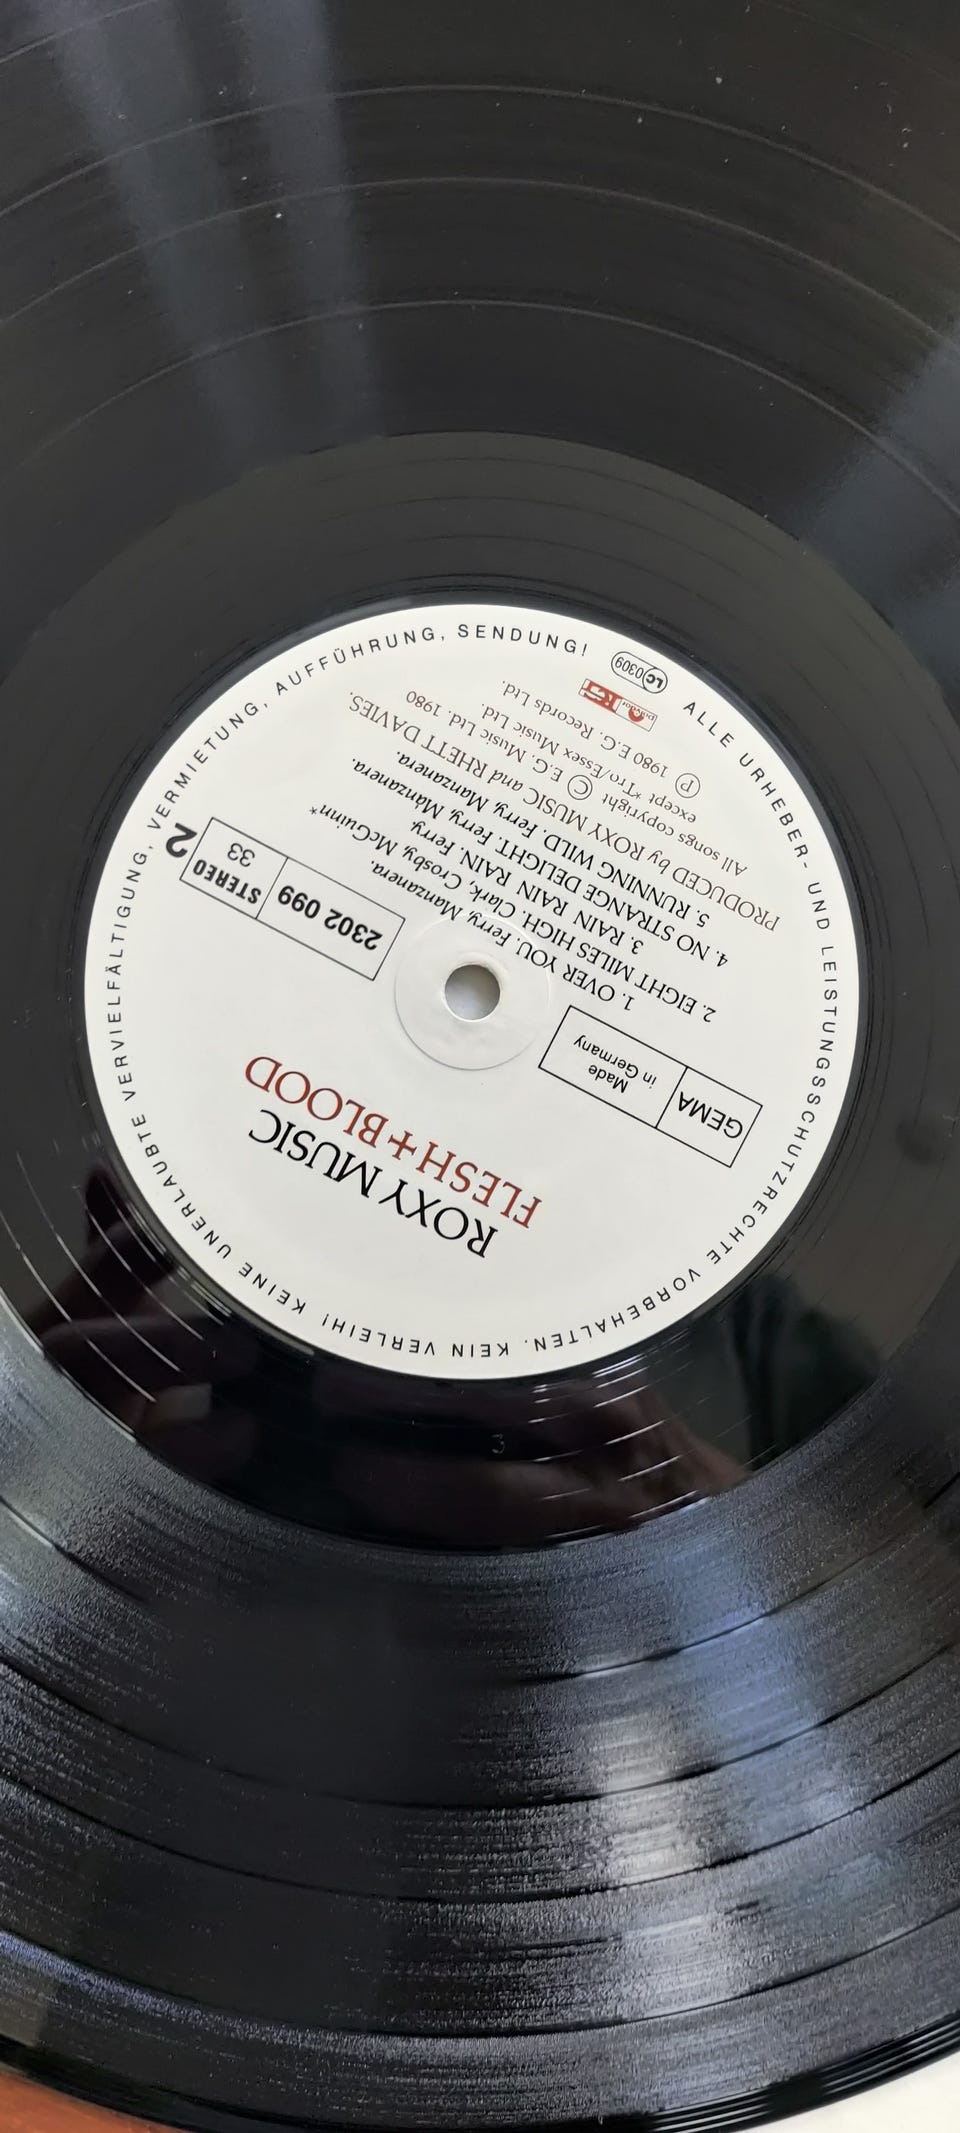 ROXY MUSIC
FLESH + BLOOD
GEMA
Made
in Germany
2302 099
STEREO
33
2
1. OVER YOU. Ferry, Manzanera.
2. EIGHT MILES HIGH. Clark, Crosby, McGuinn*
3. RAIN RAIN RAIN. Ferry.
4. NO STRANGE DELIGHT. Ferry, Manzanera.
5. RUNNING WILD. Ferry, Manzanera.
PRODUCED by ROXY MUSIC and RHETT DAVIES.
All songs copyright © E.G. Music Ltd. 1980
except *Tro/Essex Music Ltd.
Ⓟ 1980 E.G. Records Ltd.
polydor
LC 0309
ALLE URHEBER- UND LEISTUNGSSCHUTZRECHTE VORBEHALTEN. KEIN VERLEIH! KEINE UNERLAUBTE VERVIELFÄLTIGUNG, VERMIETUNG, AUFFÜHRUNG, SENDUNG!
3